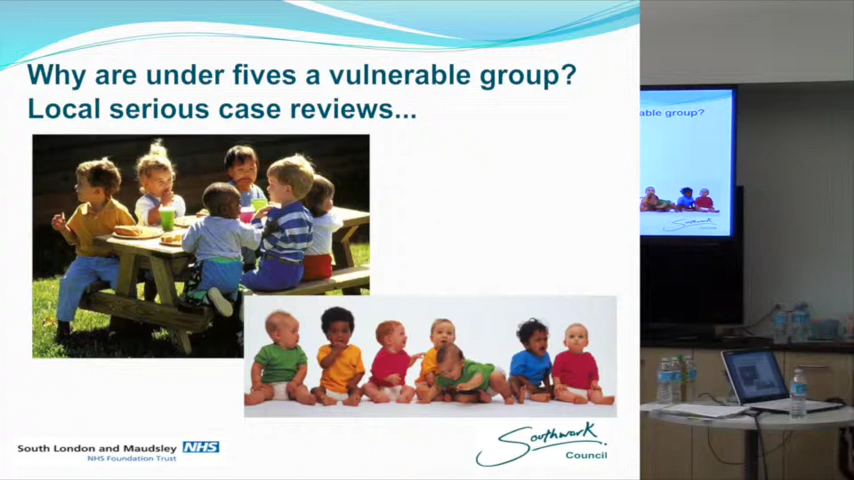 Why are under fives a vulnerable group?
Local serious case reviews...
South London and Maudsley NHS
NHS Foundation Trust
Southwark
Council
able group?
Southwark